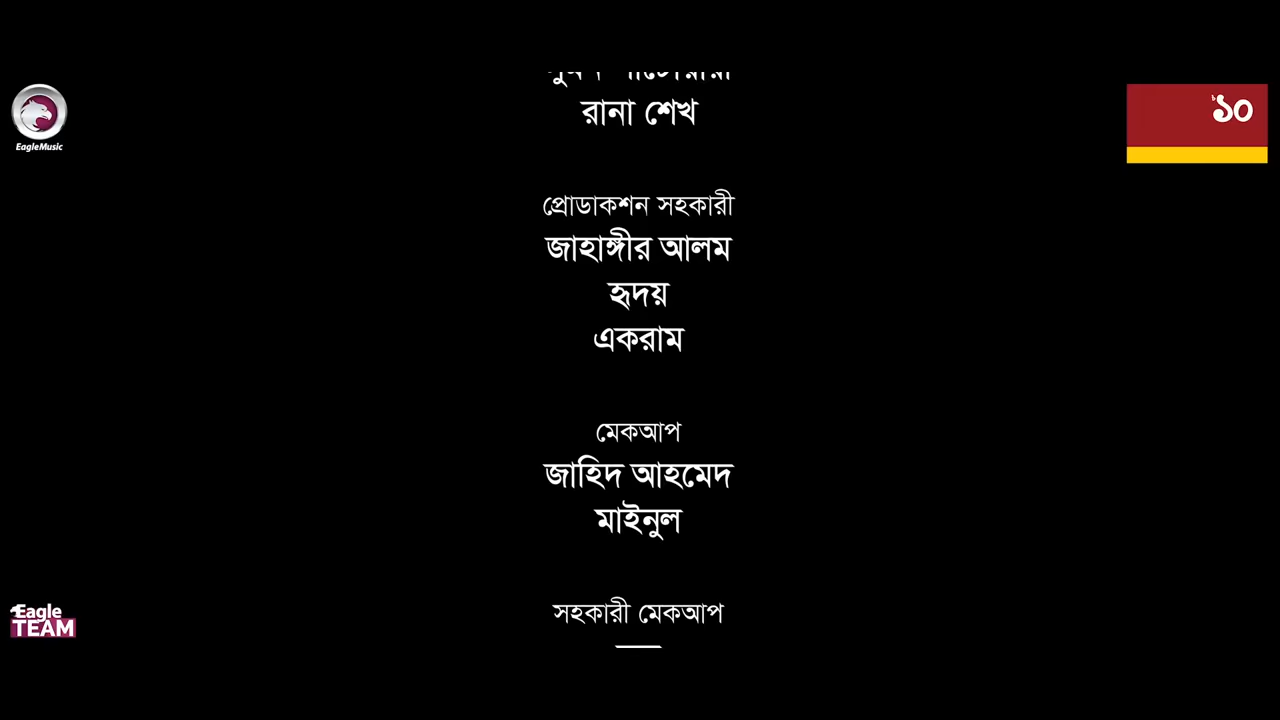 রানা শেখ
EagleMusic
৳১০
প্রোডাকশন সহকারী
জাহাঙ্গীর আলম
হৃদয়
একরাম
মেকআপ
জাহিদ আহমেদ
মাইনুল
সহকারী মেকআপ
Eagle
TEAM